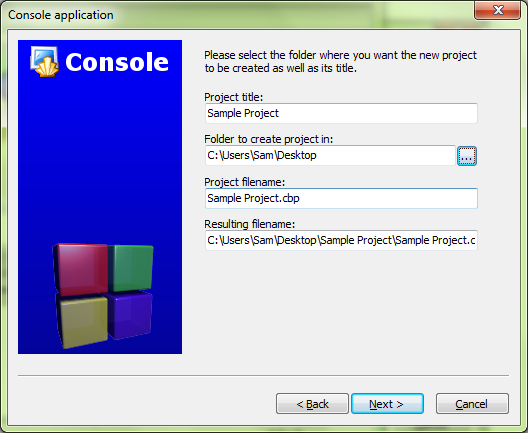 Console application
Console
Please select the folder where you want the new project
to be created as well as its title.
Project title:
Sample Project
Folder to create project in:
C:\Users\Sam\Desktop
...
Project filename:
Sample Project.cbp
Resulting filename:
C:\Users\Sam\Desktop\Sample Project\Sample Project.c
< Back
Next >
Cancel